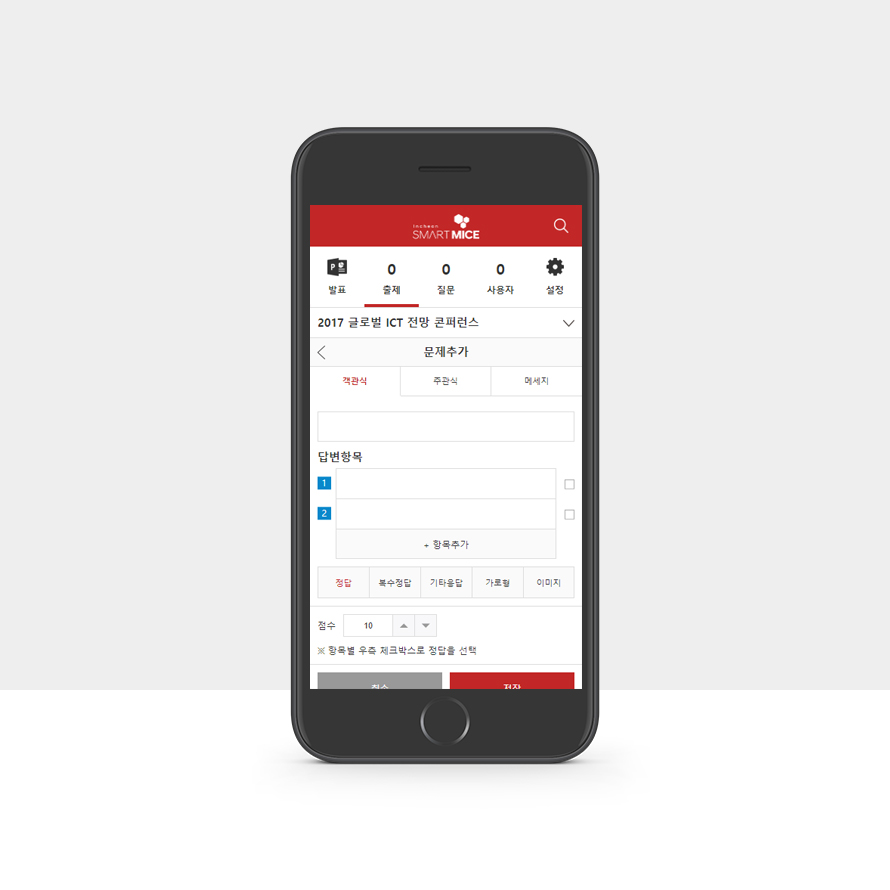 Incheon
SMART MICE
P
0 0 0
발표 출제 질문 사용자 설정
2017 글로벌 ICT 전망 콘퍼런스
문제추가
객관식 주관식 메세지
답변항목
1
2
+ 항목추가
정답 복수정답 기타응답 가로형 이미지
점수 10
※ 항목별 우측 체크박스로 정답을 선택
취소 저장